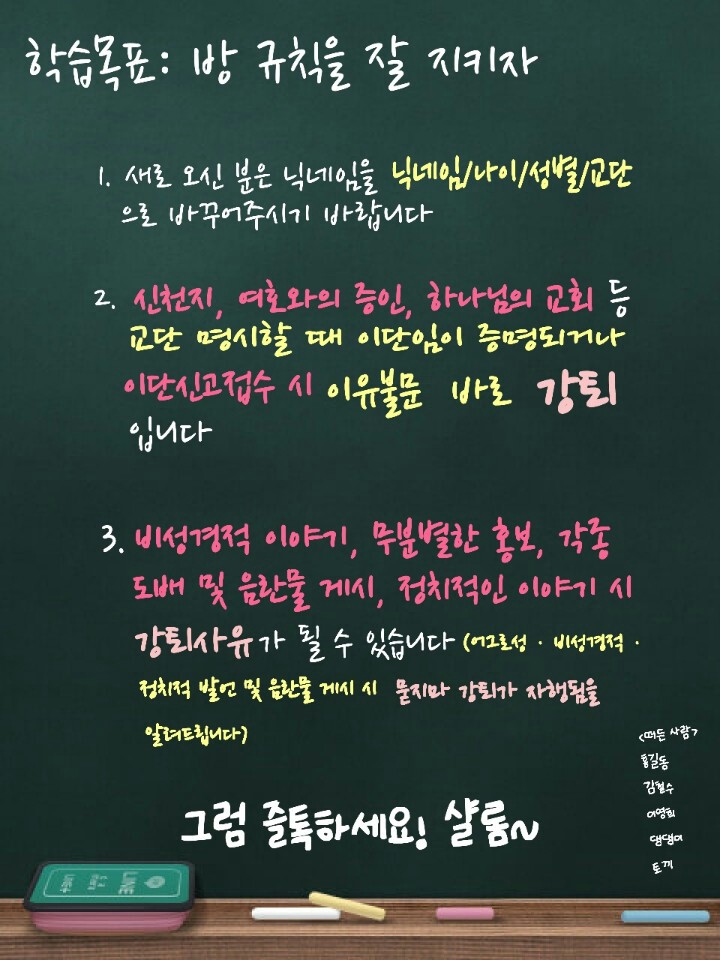 학습목표: 방 규칙을 잘 지키자
1. 새로 오신 분은 닉네임을 닉네임/나이/성별/교단
으로 바꾸어주시기 바랍니다
2. 신천지, 여호와의 증인, 하나님의 교회 등
교단 명시할 때 이단임이 증명되거나
이단신고접수 시 이유불문 바로 강퇴
입니다
3. 비성경적 이야기, 무분별한 홍보, 각종
도배 및 음란물 게시, 정치적인 이야기 시
강퇴사유가 될 수 있습니다 (어그로성 · 비성경적 ·
정치적 발언 및 음란물 게시 시 묻지마 강퇴가 자행됨을
알려드립니다)
<떠든 사람>
홍길동
김철수
이영희
댕댕이
토끼
그럼 즐톡하세요! 샬롬~
LINE